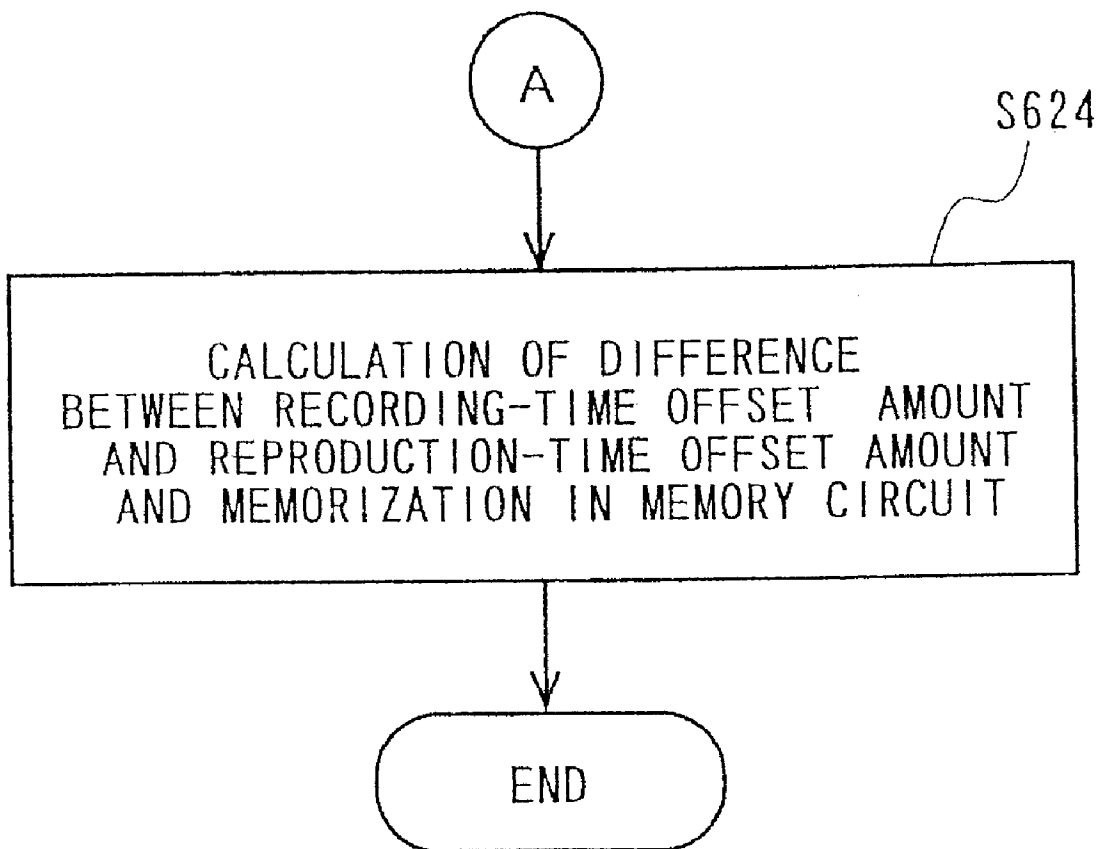 A
S624
CALCULATION OF DIFFERENCE
BETWEEN RECORDING-TIME OFFSET AMOUNT
AND REPRODUCTION-TIME OFFSET AMOUNT
AND MEMORIZATION IN MEMORY CIRCUIT
END